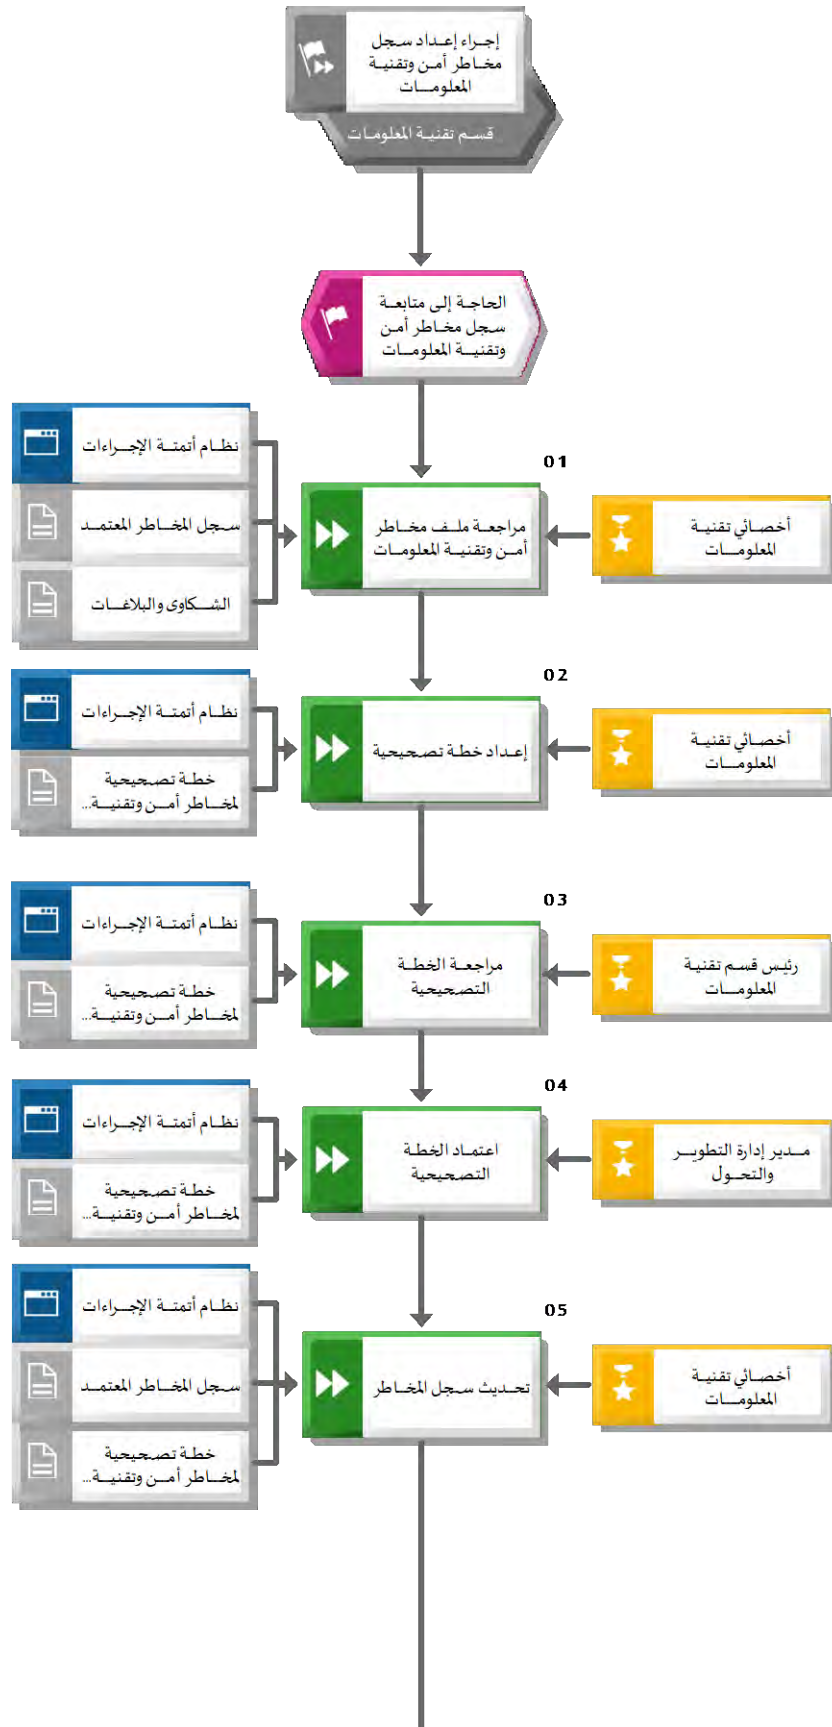 إجراء إعداد سجل
مخاطر أمن وتقنية
المعلومات
قسم تقنية المعلومات
الحاجة إلى متابعة
سجل مخاطر أمن
وتقنية المعلومات
01
أخصائي تقنية
المعلومات
مراجعة ملف مخاطر
أمن وتقنية المعلومات
نظام أتمتة الإجراءات
سجل المخاطر المعتمد
الشكاوى والبلاغات
02
أخصائي تقنية
المعلومات
إعداد خطة تصحيحية
نظام أتمتة الإجراءات
خطة تصحيحية
لمخاطر أمن وتقنية...
03
رئيس قسم تقنية
المعلومات
مراجعة الخطة
التصحيحية
نظام أتمتة الإجراءات
خطة تصحيحية
لمخاطر أمن وتقنية...
04
مدير إدارة التطوير
والتحول
اعتماد الخطة
التصحيحية
نظام أتمتة الإجراءات
خطة تصحيحية
لمخاطر أمن وتقنية...
05
أخصائي تقنية
المعلومات
تحديث سجل المخاطر
نظام أتمتة الإجراءات
سجل المخاطر المعتمد
خطة تصحيحية
لمخاطر أمن وتقنية...